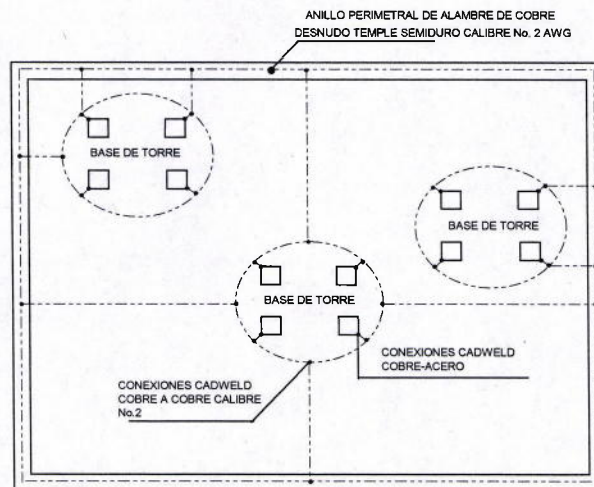 ANILLO PERIMETRAL DE ALAMBRE DE COBRE
DESNUDO TEMPLE SEMIDURO CALIBRE No. 2 AWG
BASE DE TORRE
BASE DE TORRE
BASE DE TORRE
CONEXIONES CADWELD
COBRE-ACERO
CONEXIONES CADWELD
COBRE A COBRE CALIBRE
No.2